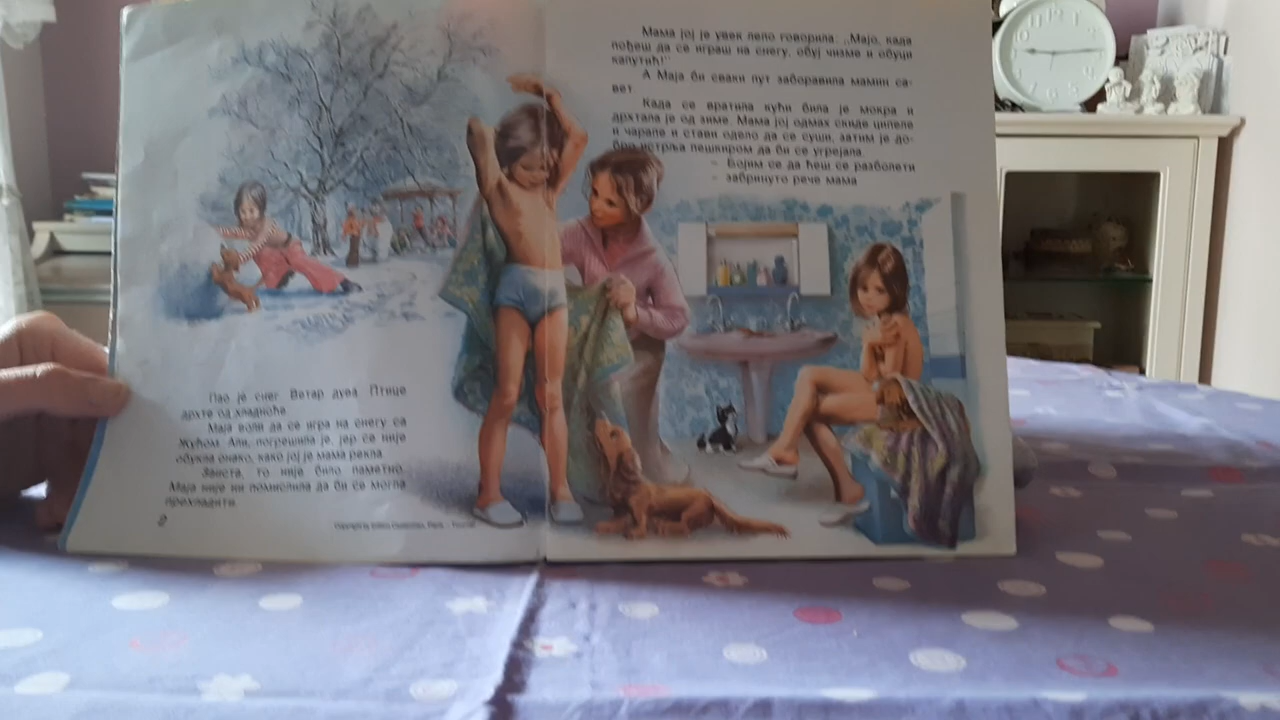 Пао је снег. Ветар дува. Птице
дрхте од хладноће.
Маја воли да се игра на снегу са
Жућом. Али, погрешила је, јер се није
обукла онако, како јој је мама рекла.
Заиста, то није било паметно.
Маја није ни помислила да би се могла
прехладити.
2
Copyright by
Мама јој је увек лепо говорила: „Мајо, када
пођеш да се играш на снегу, обуј чизме и обуци
капутић!"
А Маја би сваки пут заборавила мамин са-
вет.
Када се вратила кући била је мокра и
дрхтала је од зиме. Мама јој одмах скиде ципеле
и чарапе и стави одело да се суши, затим је до-
бро истрља пешкиром да би се угрејала.
– Бојим се да ћеш се разболети
– забринуто рече мама